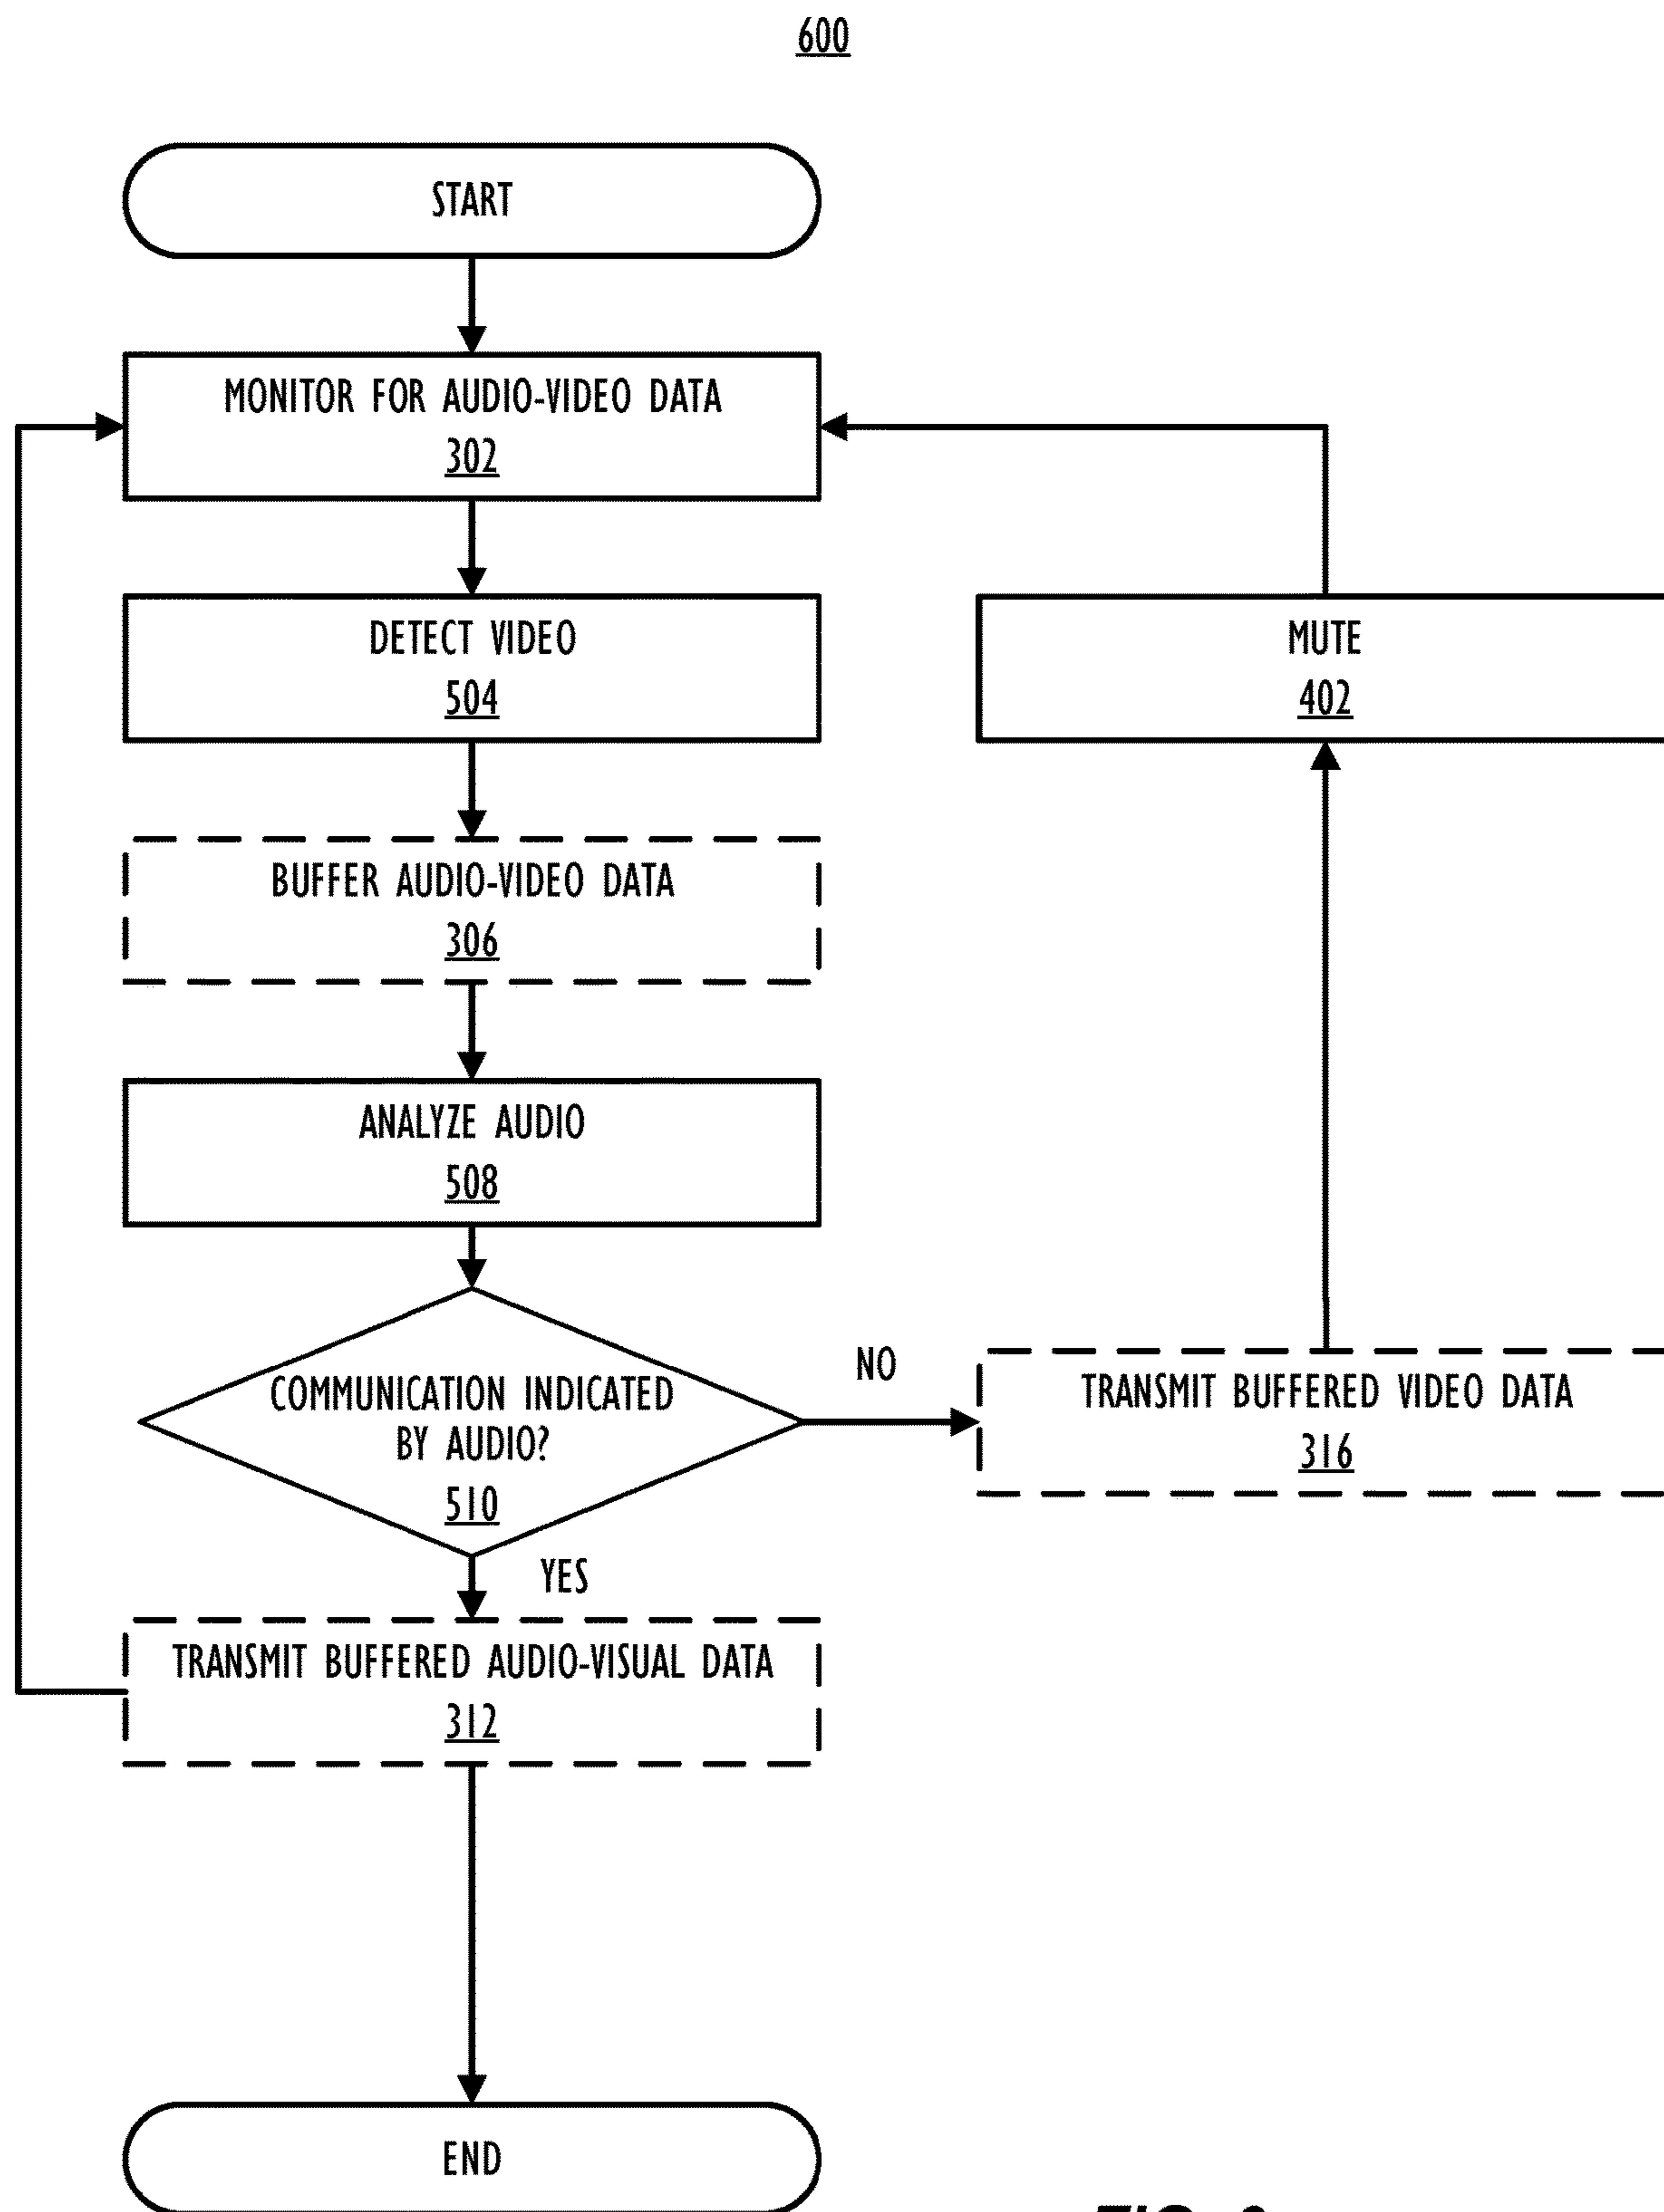 600
START
MONITOR FOR AUDIO-VIDEO DATA
302
DETECT VIDEO
504
MUTE
402
BUFFER AUDIO-VIDEO DATA
306
ANALYZE AUDIO
508
COMMUNICATION INDICATED
BY AUDIO?
510
NO
TRANSMIT BUFFERED VIDEO DATA
316
YES
TRANSMIT BUFFERED AUDIO-VISUAL DATA
312
END